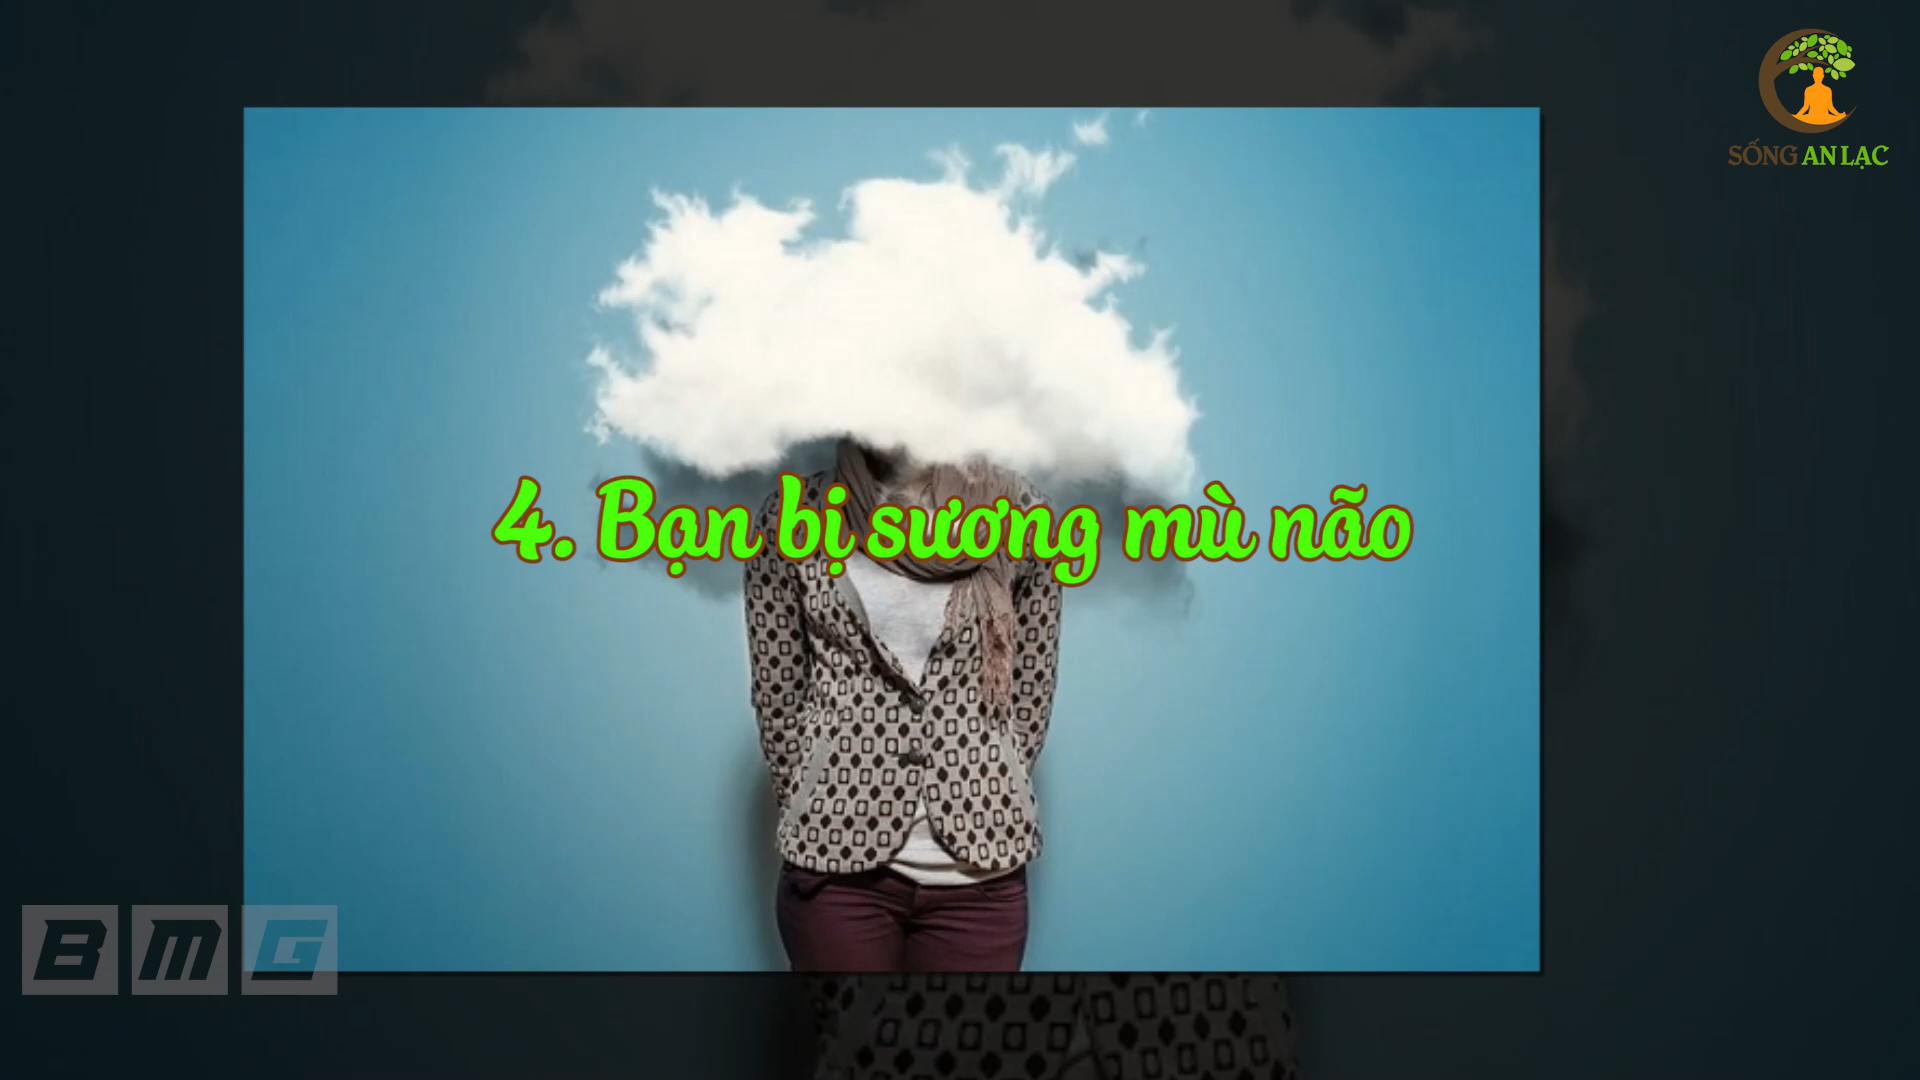 SỐNG AN LẠC
4. Bạn bị sương mù não
BMG